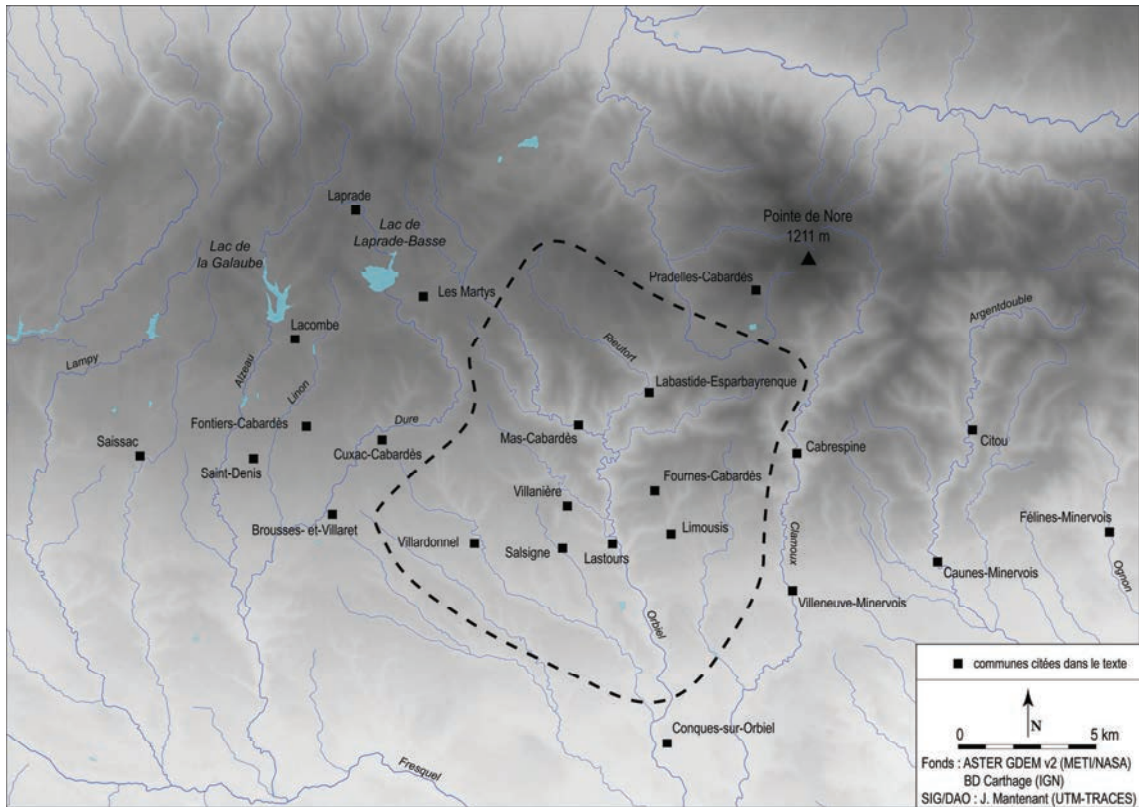 Laprade
Lac de
Laprade-Basse
Lac de
la Galaube
Pointe de Nore
1211 m
Pradelles-Cabardès
Les Martys
Argentdouble
Lacombe
Lampy
Alzeau
Linon
Rieutort
Labastide-Esparbayrenque
Fontiers-Cabardès
Dure
Mas-Cabardès
Citou
Saissac
Saint-Denis
Cuxac-Cabardès
Cabrespine
Fournes-Cabardès
Villanière
Brousses- et-Villaret
Limousis
Félines-Minervois
Villardonnel
Salsigne
Lastours
Clamoux
Caunes-Minervois
Ognon
Villeneuve-Minervois
Orbiel
Conques-sur-Orbiel
Fresquel
communes citées dans le texte
N
0 5 km
Fonds : ASTER GDEM v2 (METI/NASA)
BD Carthage (IGN)
SIG/DAO : J. Mantenant (UTM-TRACES)